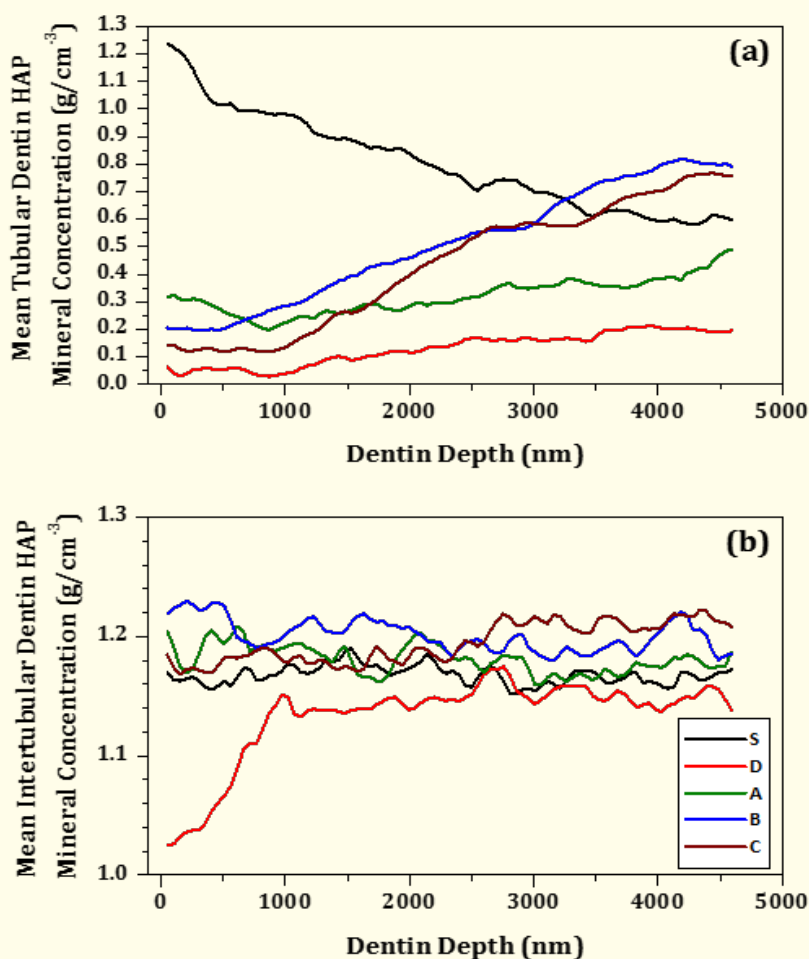 (a)
Mean Tubular Dentin HAP
Mineral Concentration (g/cm⁻³)
1.3
1.2
1.1
1.0
0.9
0.8
0.7
0.6
0.5
0.4
0.3
0.2
0.1
0.0
0 1000 2000 3000 4000 5000
Dentin Depth (nm)
(b)
Mean Intertubular Dentin HAP
Mineral Concentration (g/cm⁻³)
1.3
1.2
1.1
1.0
S
D
A
B
C
0 1000 2000 3000 4000 5000
Dentin Depth (nm)